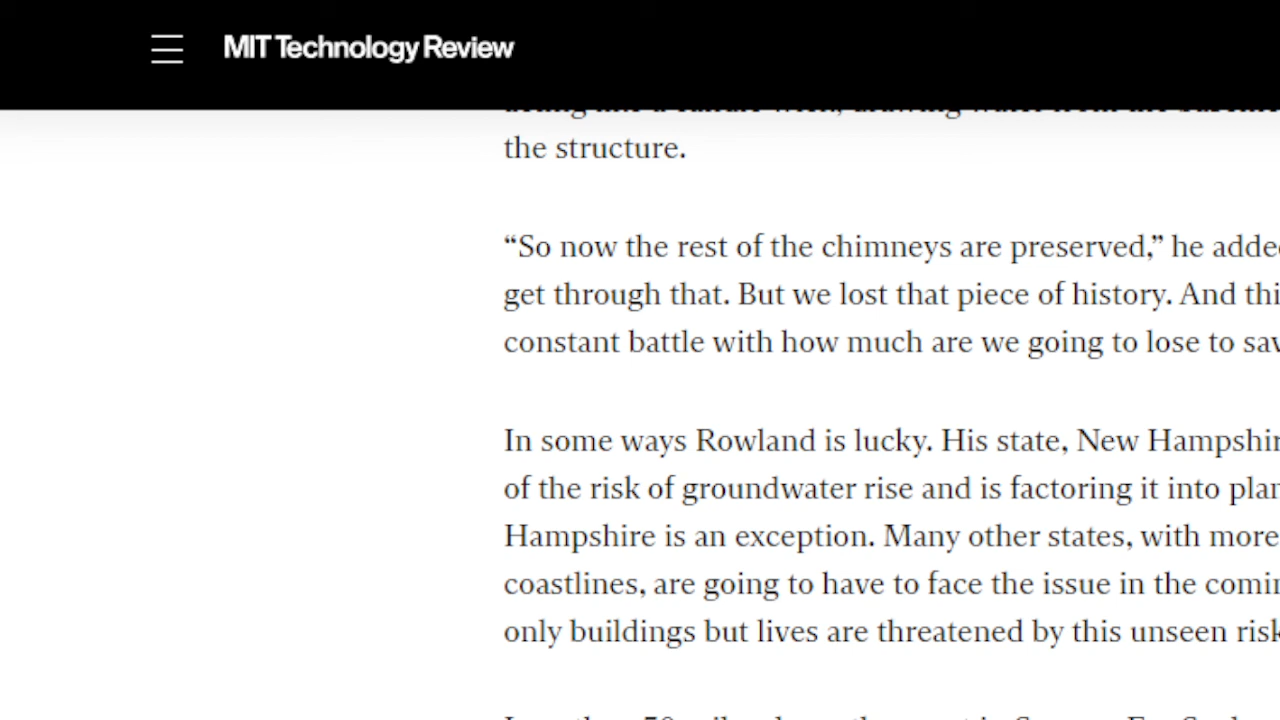 MIT Technology Review
the structure.
“So now the rest of the chimneys are preserved,” he added
get through that. But we lost that piece of history. And thi
constant battle with how much are we going to lose to sav
In some ways Rowland is lucky. His state, New Hampshir
of the risk of groundwater rise and is factoring it into plan
Hampshire is an exception. Many other states, with more
coastlines, are going to have to face the issue in the comin
only buildings but lives are threatened by this unseen risk